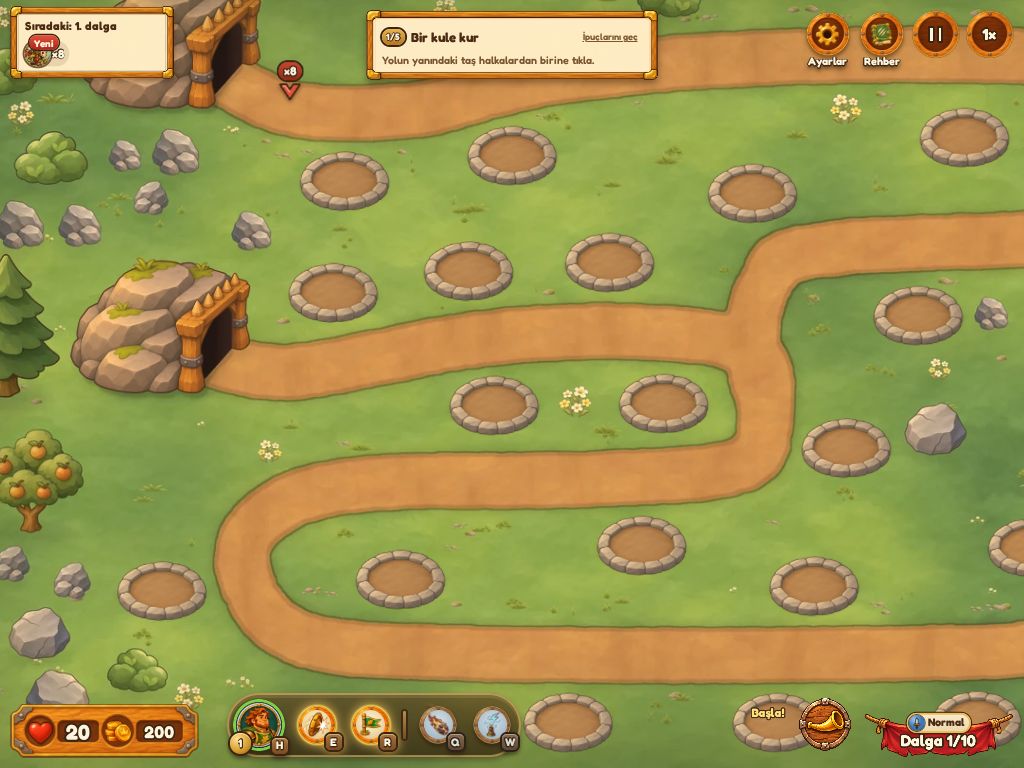 Sıradaki: 1. dalga
Yeni
x8
x8
1/5
Bir kule kur
İpuçlarını geç
Yolun yanındaki taş halkalardan birine tıkla.
1x
Ayarlar
Rehber
20
200
1
H
E
R
Q
W
Başla!
Normal
Dalga 1/10